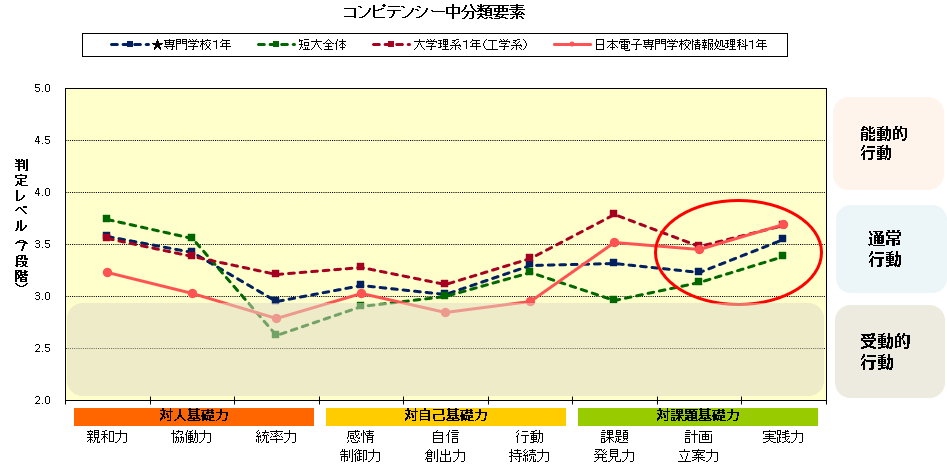 コンピテンシー中分類要素
★専門学校1年
短大全体
大学理系1年(工学系)
日本電子専門学校情報処理科1年
判定レベル(7段階)
5.0
4.5
4.0
3.5
3.0
2.5
2.0
能動的
行動
通常
行動
受動的
行動
対人基礎力
対自己基礎力
対課題基礎力
親和力
協働力
統率力
感情
制御力
自信
創出力
行動
持続力
課題
発見力
計画
立案力
実践力